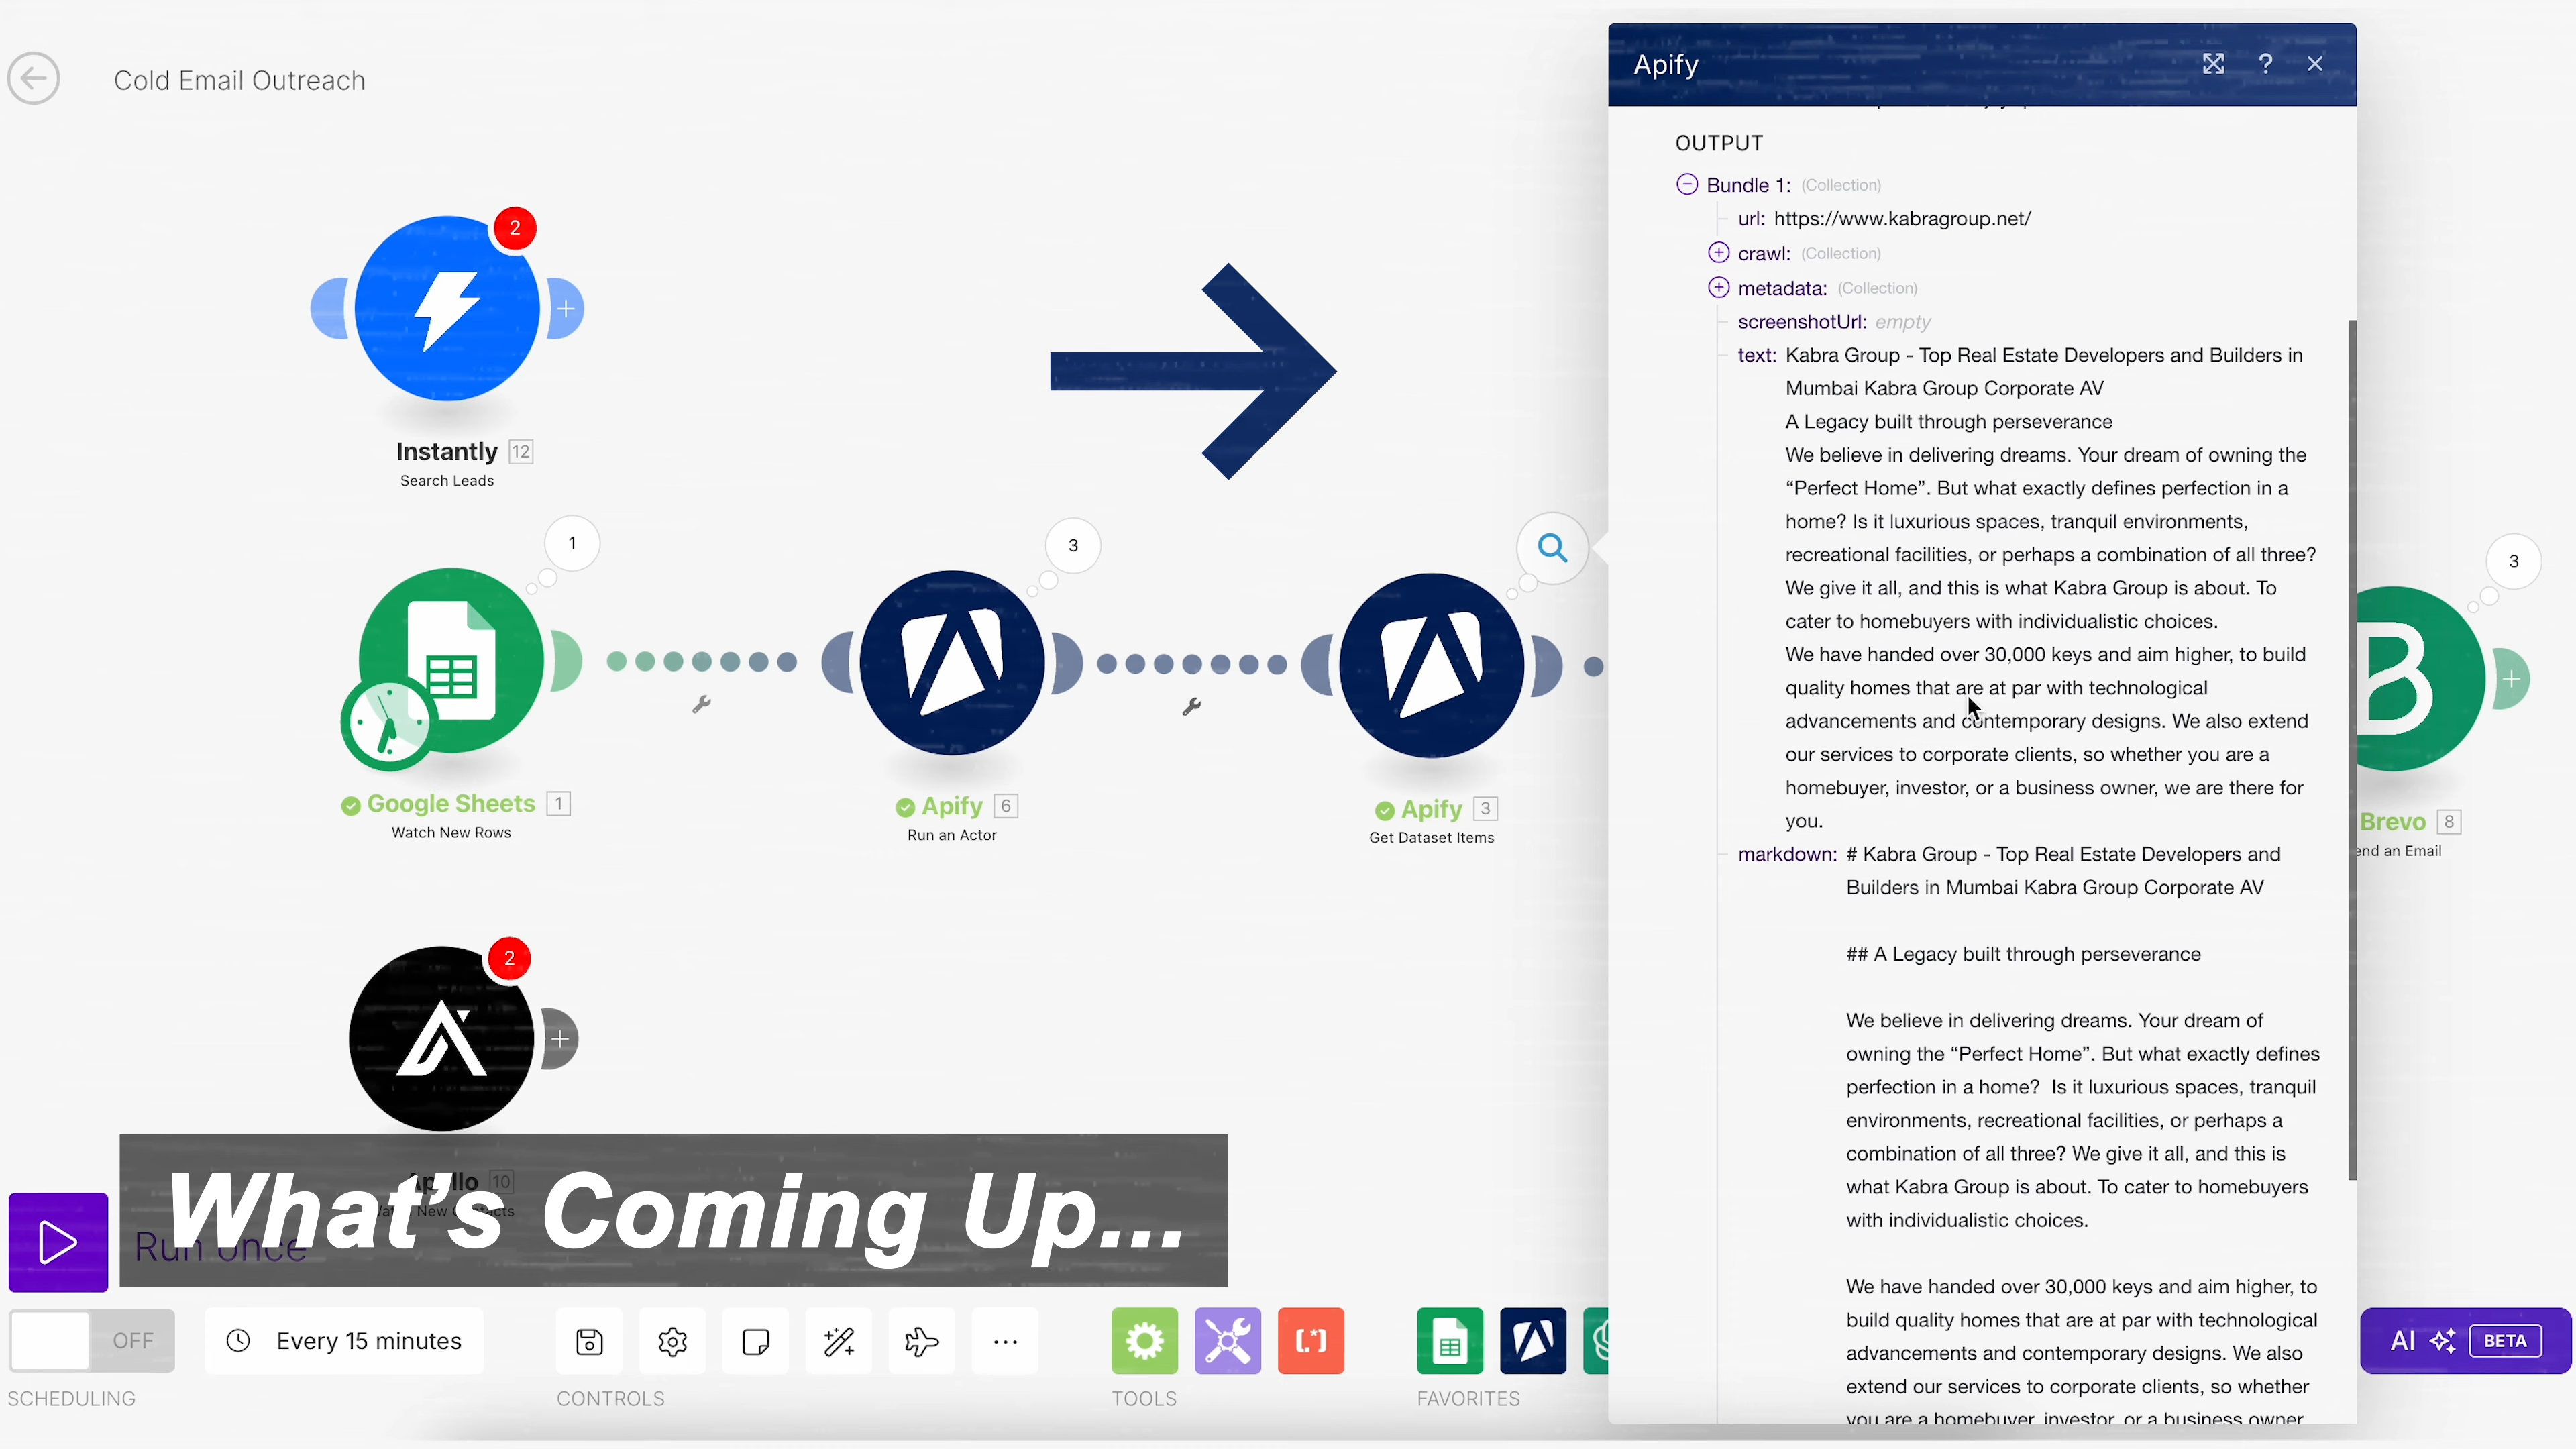 Cold Email Outreach
2
Instantly 12
Search Leads
1
Google Sheets 1
Watch New Rows
3
Apify 6
Run an Actor
Apify 3
Get Dataset Items
2
Apollo 10
Watch New Contacts
What's Coming Up...
Run once
OFF
Every 15 minutes
SCHEDULING
CONTROLS
TOOLS
FAVORITES
Apify
?
OUTPUT
Bundle 1: (Collection)
url: https://www.kabragroup.net/
crawl: (Collection)
metadata: (Collection)
screenshotUrl: empty
text: Kabra Group - Top Real Estate Developers and Builders in
Mumbai Kabra Group Corporate AV
A Legacy built through perseverance
We believe in delivering dreams. Your dream of owning the
“Perfect Home”. But what exactly defines perfection in a
home? Is it luxurious spaces, tranquil environments,
recreational facilities, or perhaps a combination of all three?
We give it all, and this is what Kabra Group is about. To
cater to homebuyers with individualistic choices.
We have handed over 30,000 keys and aim higher, to build
quality homes that are at par with technological
advancements and contemporary designs. We also extend
our services to corporate clients, so whether you are a
homebuyer, investor, or a business owner, we are there for
you.
markdown: # Kabra Group - Top Real Estate Developers and
Builders in Mumbai Kabra Group Corporate AV
## A Legacy built through perseverance
We believe in delivering dreams. Your dream of
owning the “Perfect Home”. But what exactly defines
perfection in a home? Is it luxurious spaces, tranquil
environments, recreational facilities, or perhaps a
combination of all three? We give it all, and this is
what Kabra Group is about. To cater to homebuyers
with individualistic choices.
We have handed over 30,000 keys and aim higher, to
build quality homes that are at par with technological
advancements and contemporary designs. We also
extend our services to corporate clients, so whether
you are a homebuyer, investor, or a business owner
3
Brevo 8
end an Email
AI BETA